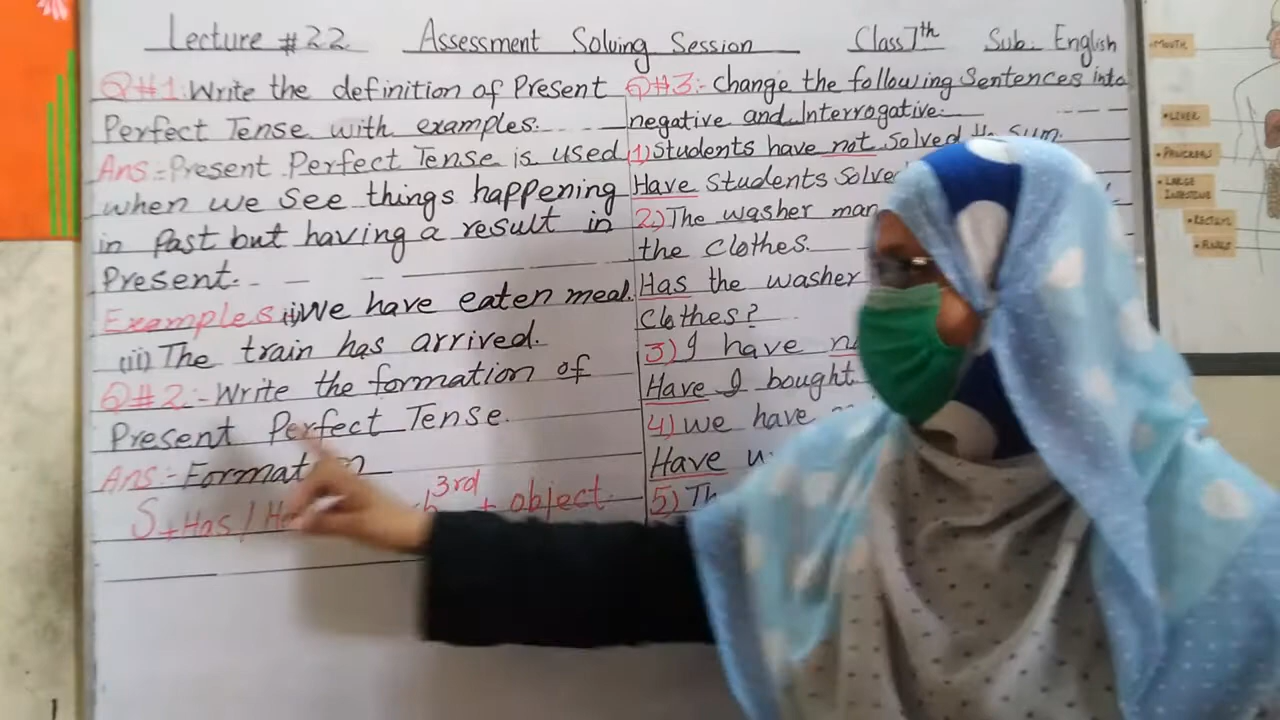 Lecture #22 Assessment Solving Session Class 7th Sub: English
Q#1: Write the definition of Present
Perfect Tense with examples.
Ans:- Present Perfect Tense is used
when we see things happening
in Past but having a result in
Present.
Examples: i) We have eaten meal.
(ii) The train has arrived.
Q#2:- Write the formation of
Present Perfect Tense.
Ans:- Formation
S+Has/ 3rd + object.
Q#3:- Change the following Sentences into
negative and Interrogative:-
1) Students have not solved sum.
Have Students
2) The washer man
the clothes.
Has the washer
Clothes?
3) I have
Have I bought
4) we have
Have
5)
MOUTH
LIVER
PANCREAS
LARGE
INTESTINE
RECTUM